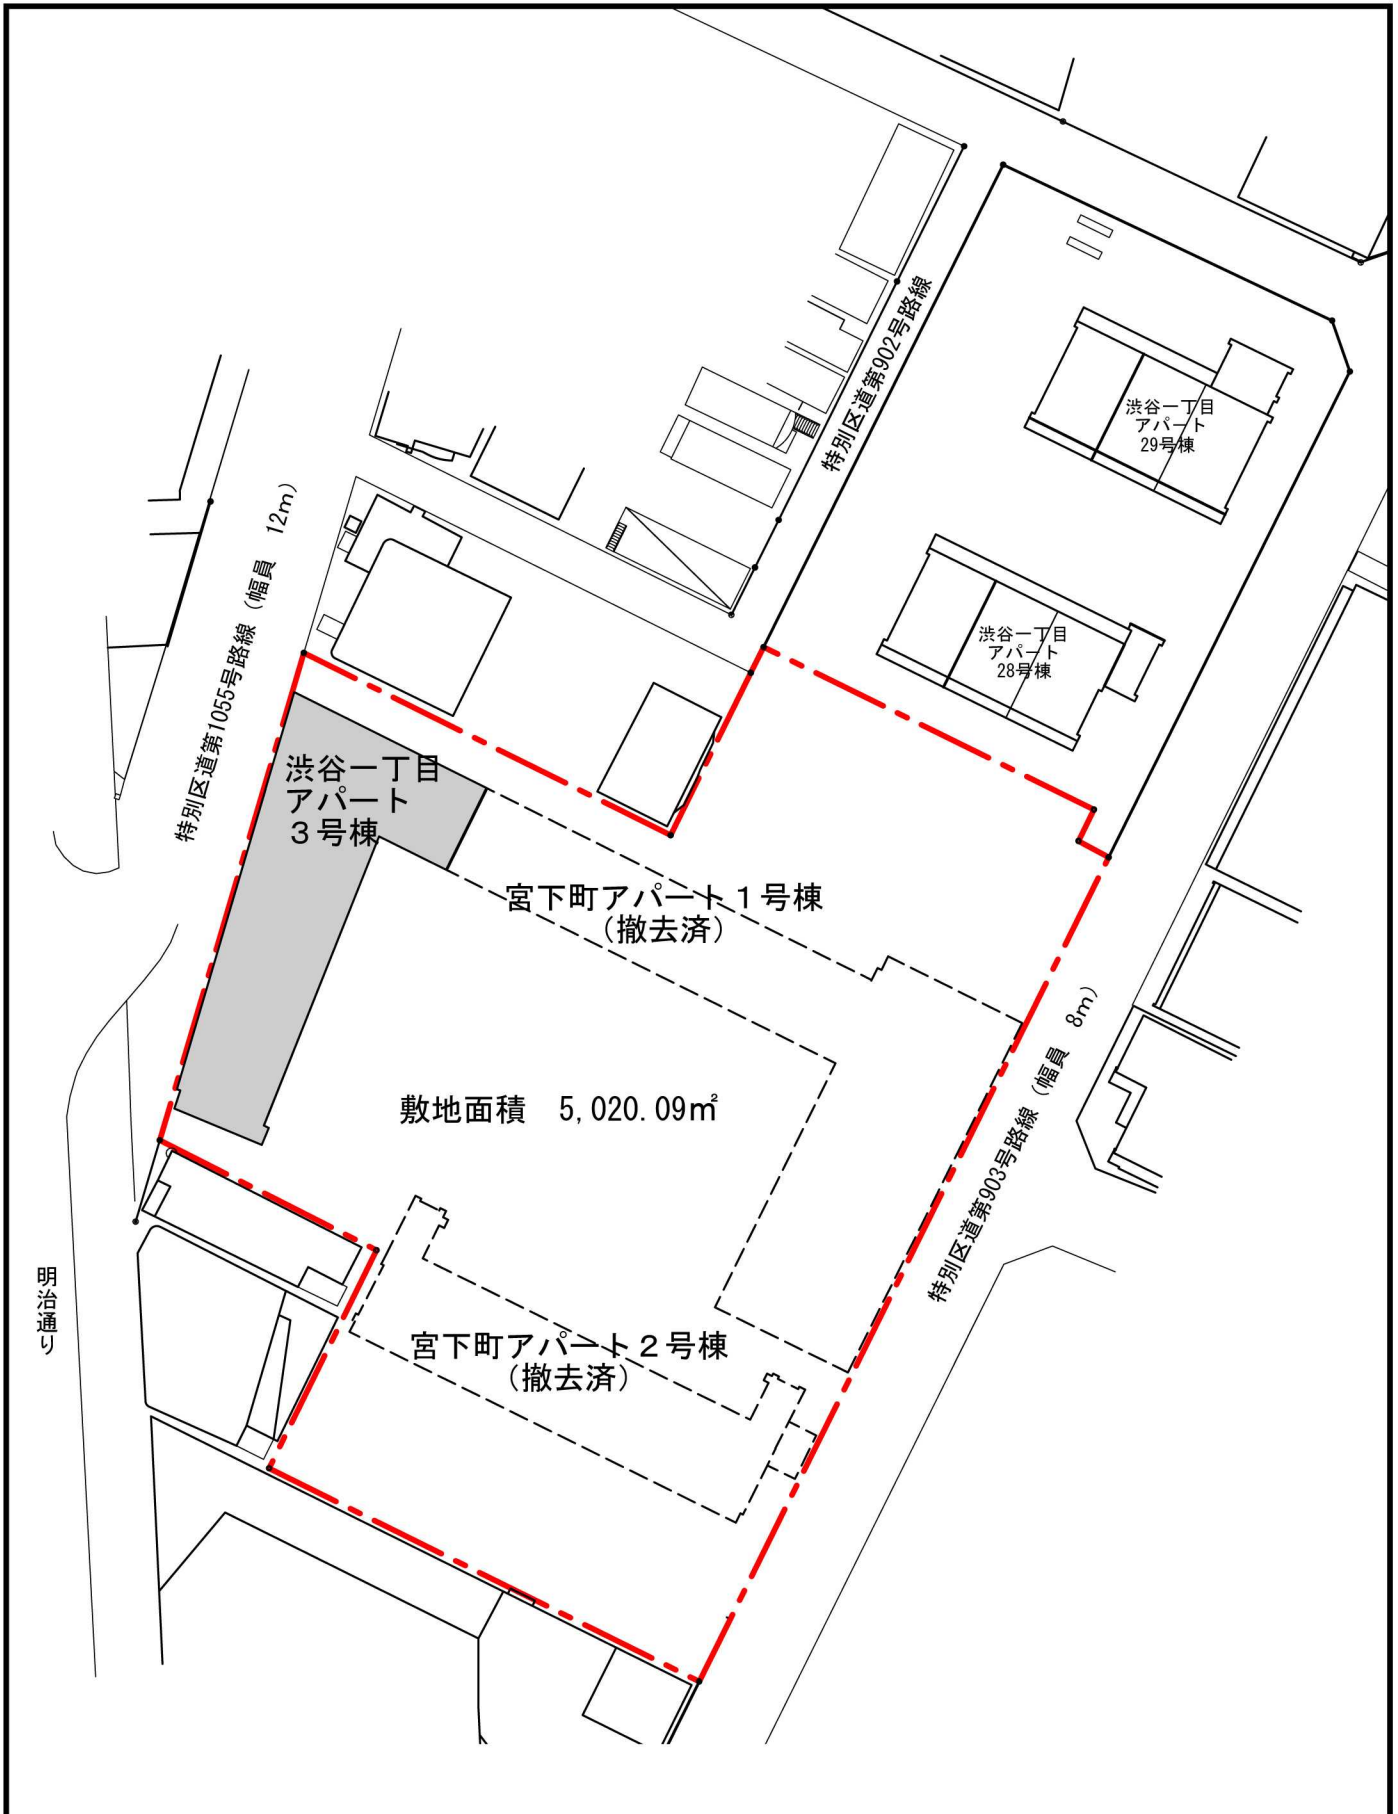 特別区道第902号路線
渋谷一丁目
アパート
29号棟
渋谷一丁目
アパート
28号棟
特別区道第1055号路線（幅員　12m）
渋谷一丁目
アパート
３号棟
宮下町アパート１号棟
（撤去済）
敷地面積　5,020.09㎡
特別区道第903号路線（幅員　8m）
明治通り
宮下町アパート２号棟
（撤去済）